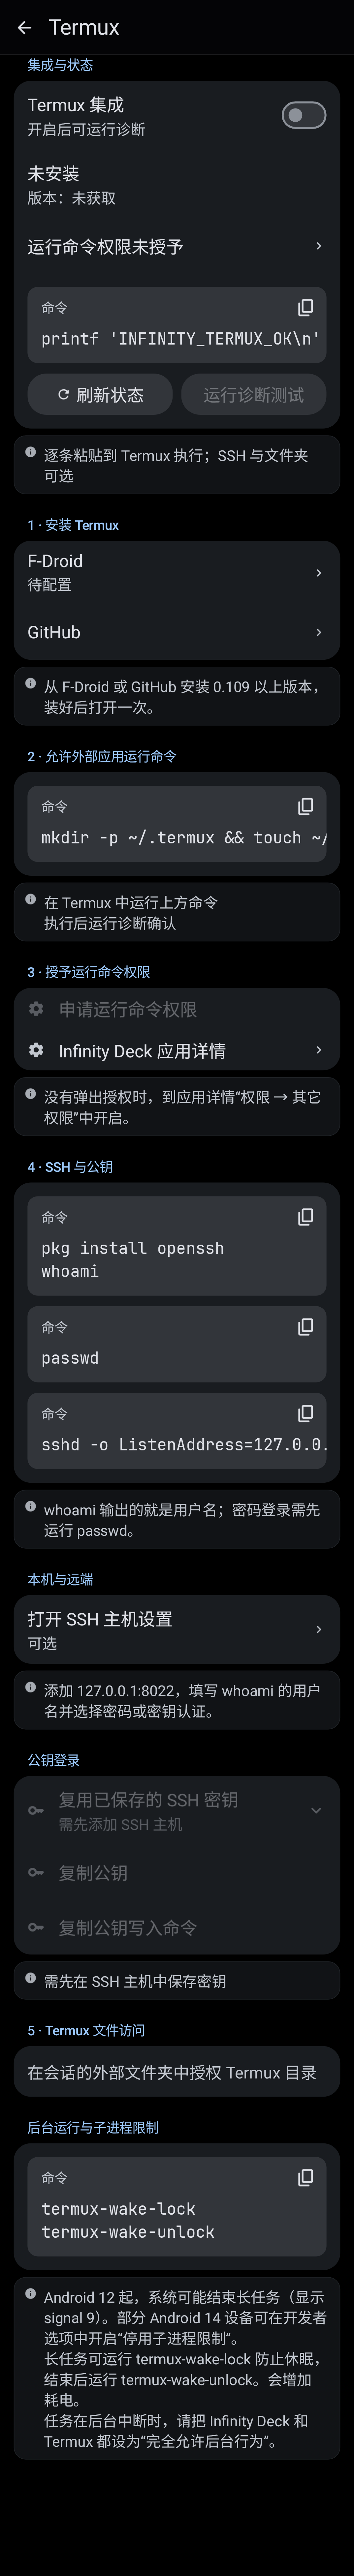 Termux
集成与状态
Termux 集成
开启后可运行诊断
未安装
版本：未获取
运行命令权限未授予
命令
printf 'INFINITY_TERMUX_OK\n'
刷新状态
运行诊断测试
逐条粘贴到 Termux 执行；SSH 与文件夹
可选
1 · 安装 Termux
F-Droid
待配置
GitHub
从 F-Droid 或 GitHub 安装 0.109 以上版本，
装好后打开一次。
2 · 允许外部应用运行命令
命令
mkdir -p ~/.termux && touch ~/
在 Termux 中运行上方命令
执行后运行诊断确认
3 · 授予运行命令权限
申请运行命令权限
Infinity Deck 应用详情
没有弹出授权时，到应用详情“权限 → 其它
权限”中开启。
4 · SSH 与公钥
命令
pkg install openssh
whoami
命令
passwd
命令
sshd -o ListenAddress=127.0.0.
whoami 输出的就是用户名；密码登录需先
运行 passwd。
本机与远端
打开 SSH 主机设置
可选
添加 127.0.0.1:8022，填写 whoami 的用户
名并选择密码或密钥认证。
公钥登录
复用已保存的 SSH 密钥
需先添加 SSH 主机
复制公钥
复制公钥写入命令
需先在 SSH 主机中保存密钥
5 · Termux 文件访问
在会话的外部文件夹中授权 Termux 目录
后台运行与子进程限制
命令
termux-wake-lock
termux-wake-unlock
Android 12 起，系统可能结束长任务（显示
signal 9）。部分 Android 14 设备可在开发者
选项中开启“停用子进程限制”。
长任务可运行 termux-wake-lock 防止休眠，
结束后运行 termux-wake-unlock。会增加
耗电。
任务在后台中断时，请把 Infinity Deck 和
Termux 都设为“完全允许后台行为”。